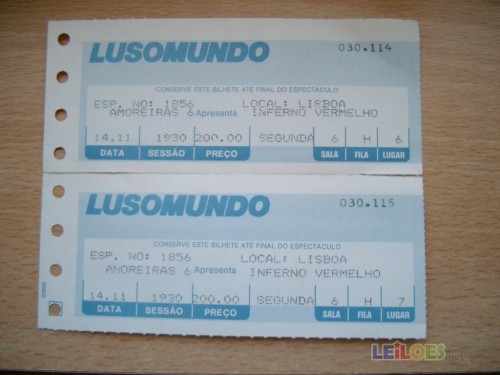 LUSOMUNDO 030.114
CONSERVE ESTE BILHETE ATÉ FINAL DO ESPECTÁCULO
ESP. NO: 1856 LOCAL: LISBOA
AMOREIRAS 6 Apresenta INFERNO VERMELHO
14.11 1930 200.00 SEGUNDA 6 H 6
DATA SESSÃO PREÇO SALA FILA LUGAR
LUSOMUNDO 030.115
CONSERVE ESTE BILHETE ATÉ FINAL DO ESPECTÁCULO
ESP. NO: 1856 LOCAL: LISBOA
AMOREIRAS 6 Apresenta INFERNO VERMELHO
14.11 1930 200.00 SEGUNDA 6 H 7
DATA SESSÃO PREÇO SALA FILA LUGAR
LEILOES.net